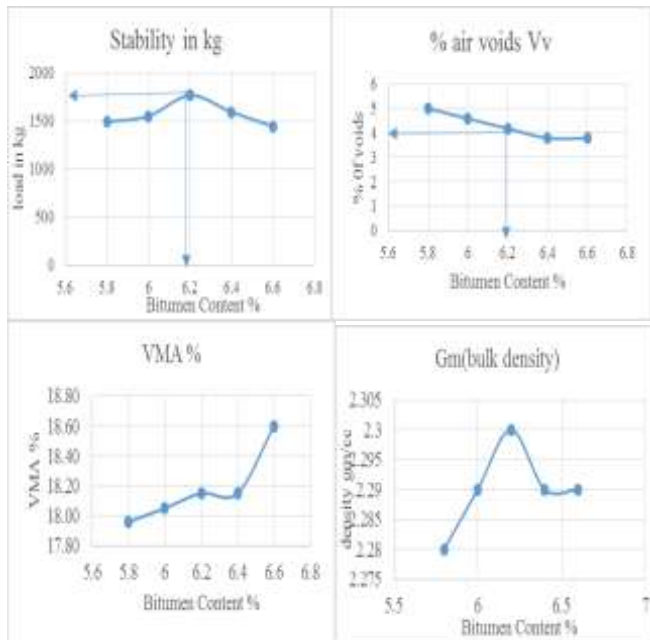 Stability in kg
2000
1500
1000
500
0
load in kg
5.6 5.8 6 6.2 6.4 6.6 6.8
Bitumen Content %
% air voids Vv
6
5
4
3
2
1
0
% Of voids
5.6 5.8 6 6.2 6.4 6.6 6.8
Bitumen Content %
VMA %
18.80
18.60
18.40
18.20
18.00
17.80
VMA %
5.6 5.8 6.0 6.2 6.4 6.6 6.8
Bitumen Content %
Gm(bulk density)
2.305
2.3
2.295
2.29
2.285
2.28
2.275
density gm/cc
5.5 6 6.5 7
Bitumen Content %